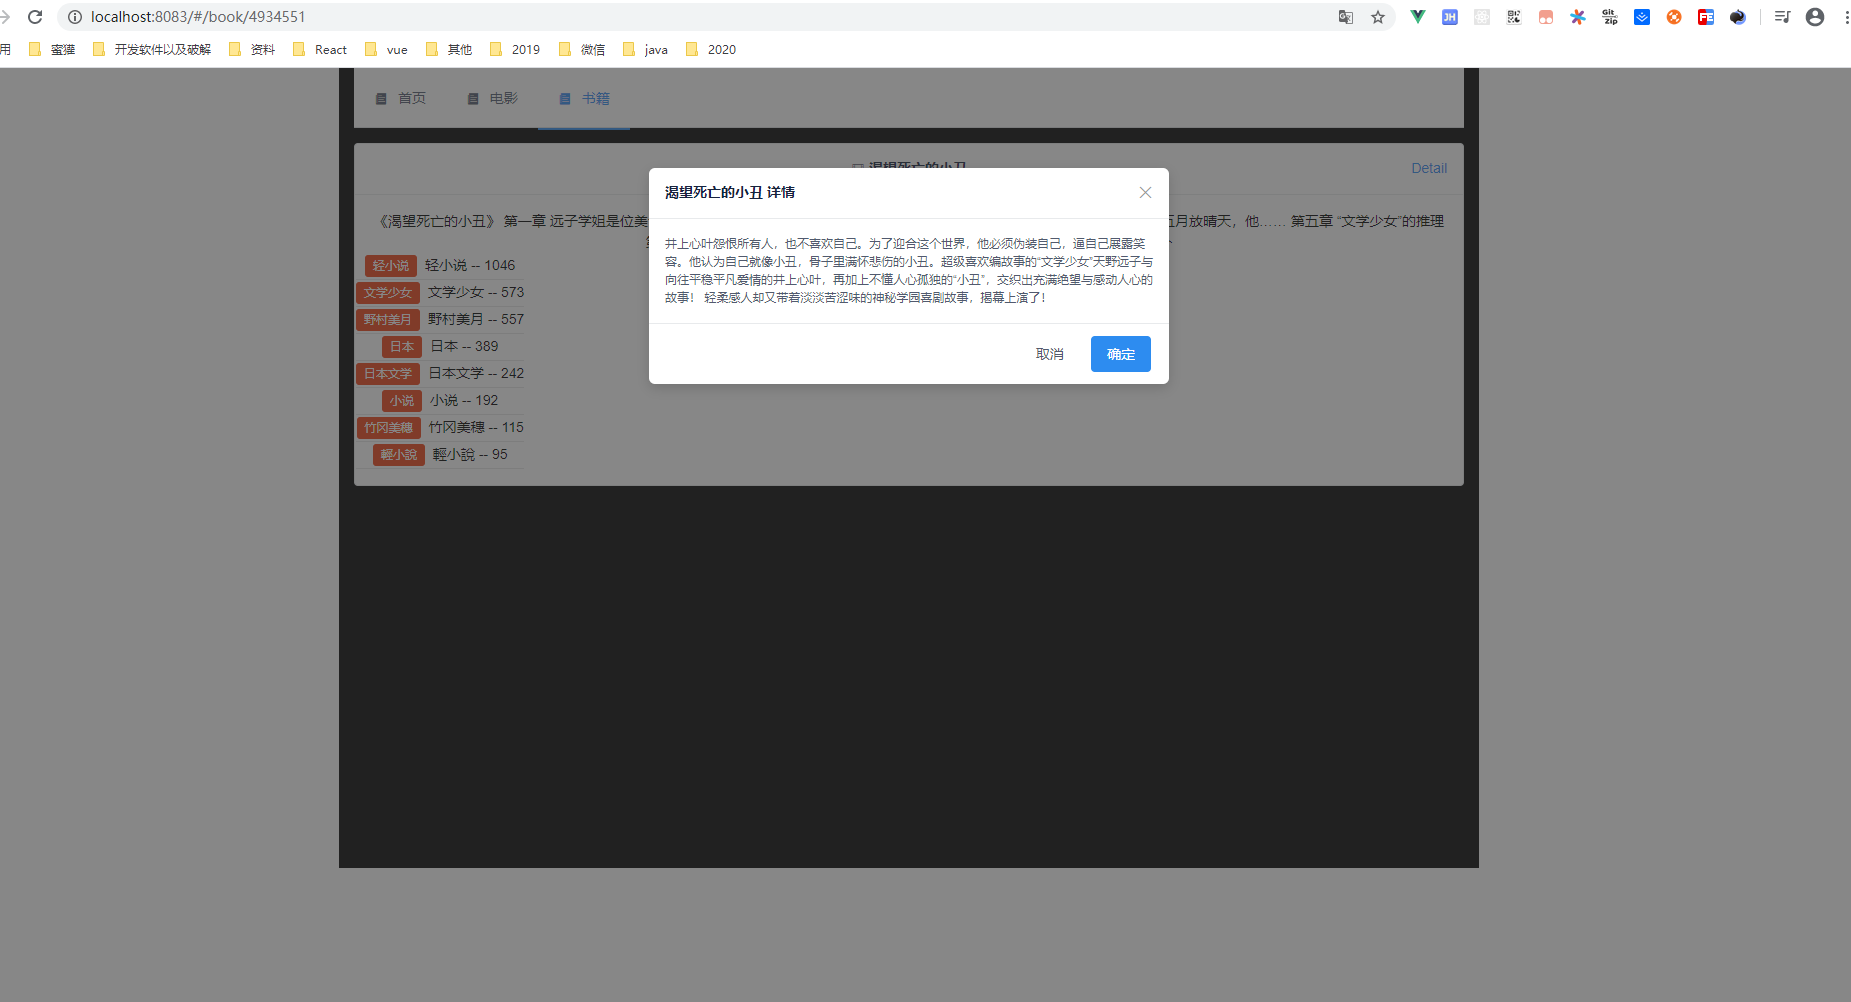 localhost:8083/#/book/4934551
用 蜜獾 开发软件以及破解 资料 React vue 其他 2019 微信 java 2020
首页 电影 书籍
渴望死亡的小丑 Detail
渴望死亡的小丑 详情
《渴望死亡的小丑》 第一章 远子学姐是位美 五月放晴天，他…… 第五章 “文学少女”的推理
井上心叶怨恨所有人，也不喜欢自己。为了迎合这个世界，他必须伪装自己，逼自己展露笑
容。他认为自己就像小丑，骨子里满怀悲伤的小丑。超级喜欢编故事的“文学少女”天野远子与
向往平稳平凡爱情的井上心叶，再加上不懂人心孤独的“小丑”，交织出充满绝望与感动人心的
故事！ 轻柔感人却又带着淡淡苦涩味的神秘学园喜剧故事，揭幕上演了！
取消 确定
轻小说 轻小说 -- 1046
文学少女 文学少女 -- 573
野村美月 野村美月 -- 557
日本 日本 -- 389
日本文学 日本文学 -- 242
小说 小说 -- 192
竹冈美穗 竹冈美穗 -- 115
輕小說 輕小說 -- 95
JH
Git
Zip
FE